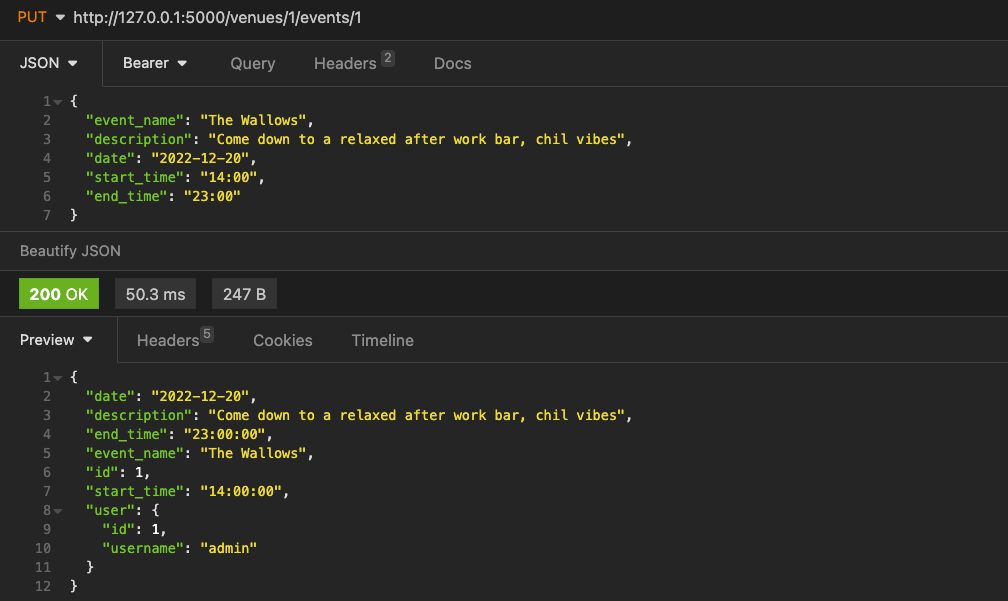 PUT http://127.0.0.1:5000/venues/1/events/1
JSON Bearer Query Headers 2 Docs
1 {
2 "event_name": "The Wallows",
3 "description": "Come down to a relaxed after work bar, chil vibes",
4 "date": "2022-12-20",
5 "start_time": "14:00",
6 "end_time": "23:00"
7 }
Beautify JSON
200 OK 50.3 ms 247 B
Preview Headers 5 Cookies Timeline
1 {
2 "date": "2022-12-20",
3 "description": "Come down to a relaxed after work bar, chil vibes",
4 "end_time": "23:00:00",
5 "event_name": "The Wallows",
6 "id": 1,
7 "start_time": "14:00:00",
8 "user": {
9 "id": 1,
10 "username": "admin"
11 }
12 }